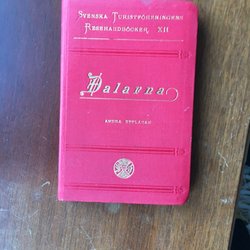 Svenska Turistföreningens
Resehandböcker. XII
Dalarna
Andra upplagan